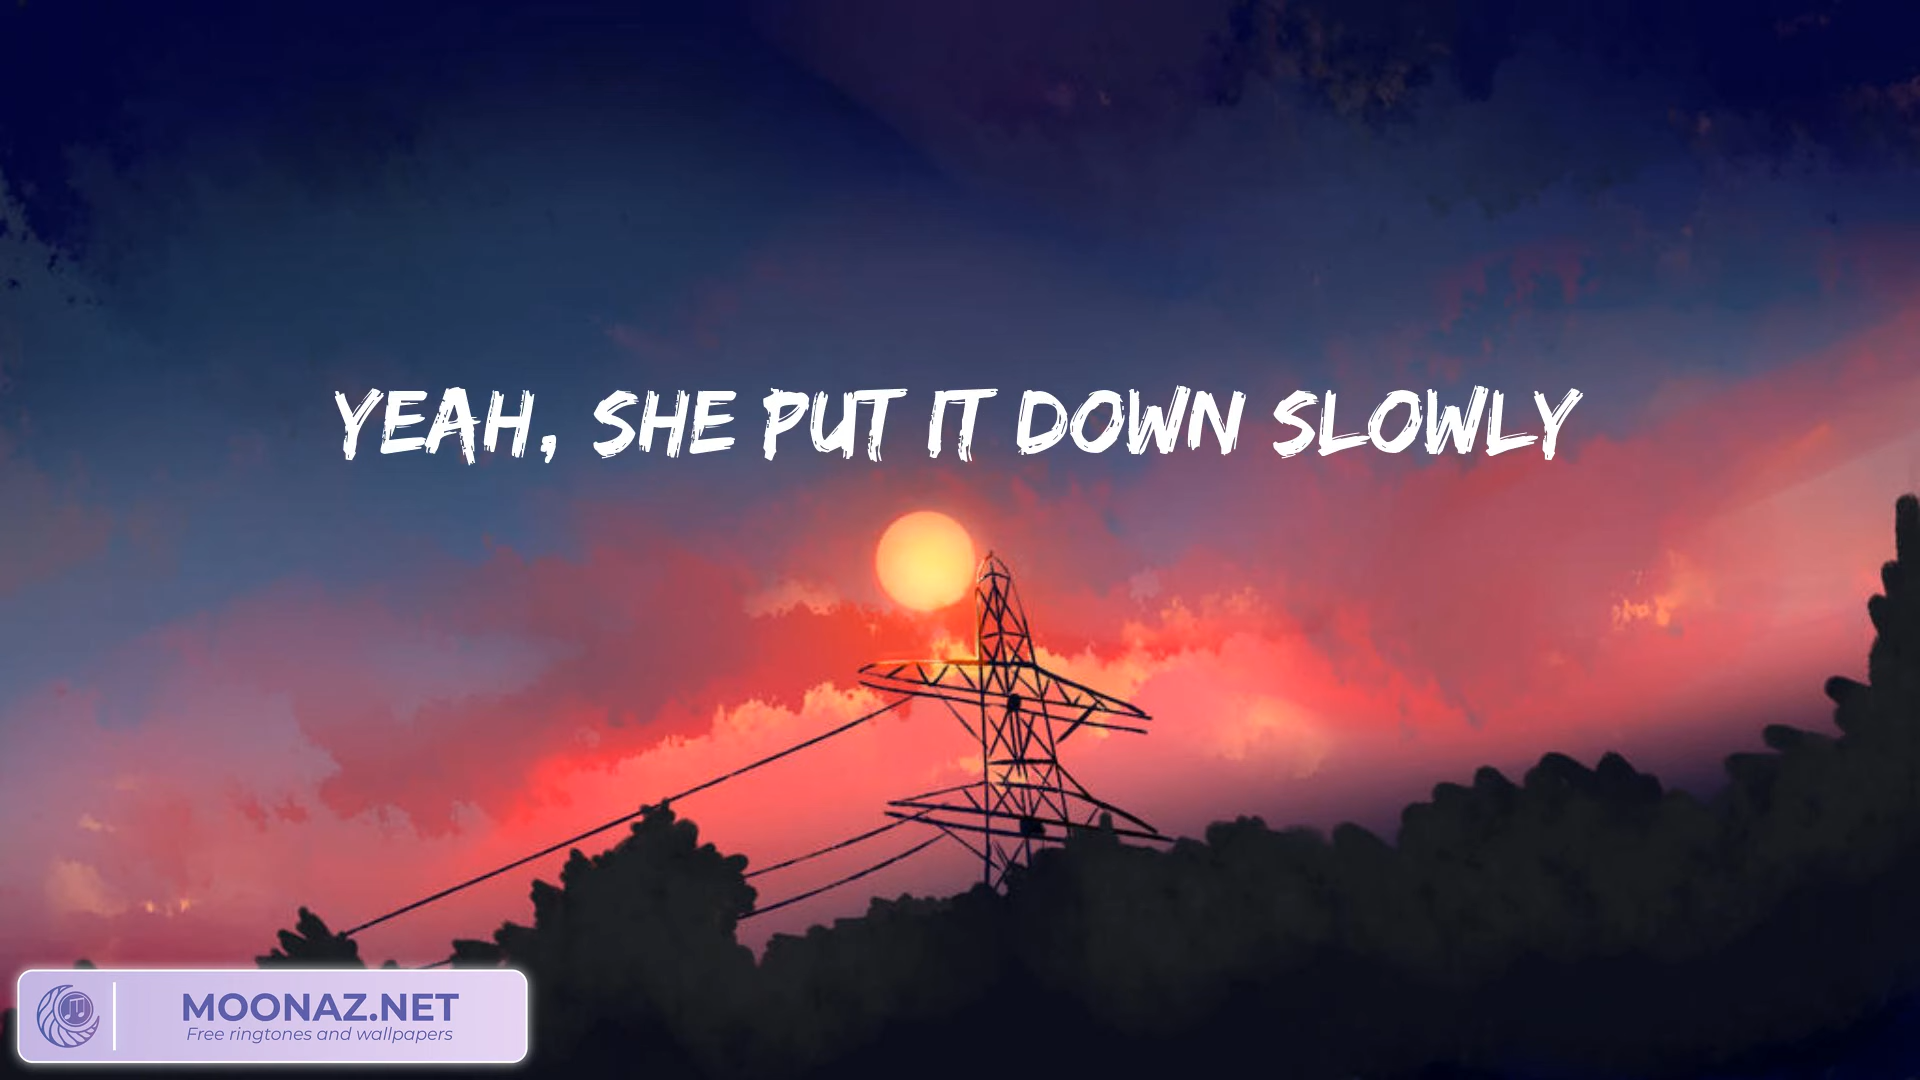 YEAH, SHE PUT IT DOWN SLOWLY
MOONAZ.NET
Free ringtones and wallpapers